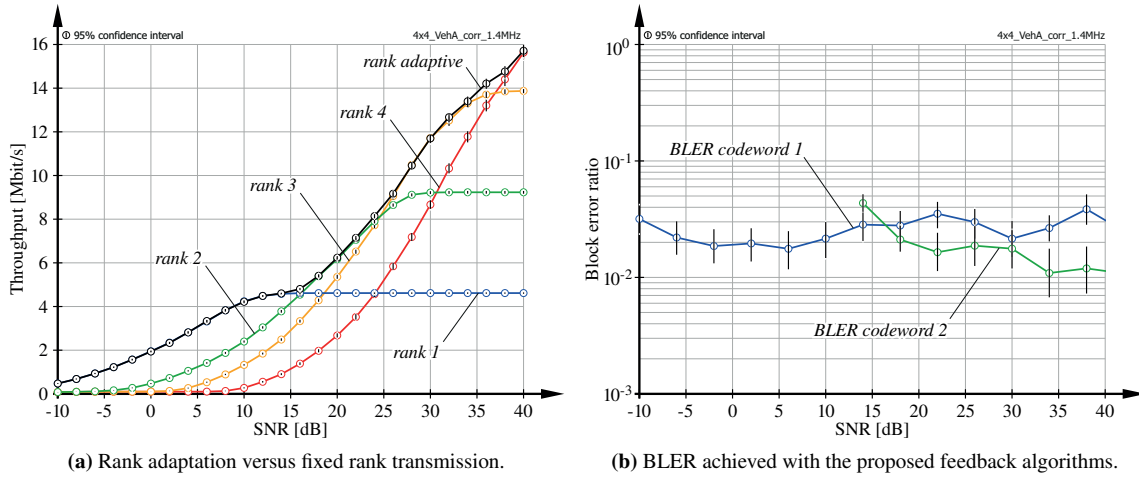 95% confidence interval
4x4_VehA_corr_1.4MHz
16
14
12
10
8
6
4
2
0
Throughput [Mbit/s]
rank adaptive
rank 4
rank 3
rank 2
rank 1
-10 -5 0 5 10 15 20 25 30 35 40
SNR [dB]
(a) Rank adaptation versus fixed rank transmission.
95% confidence interval
4x4_VehA_corr_1.4MHz
10^0
10^-1
10^-2
10^-3
Block error ratio
BLER codeword 1
BLER codeword 2
-10 -5 0 5 10 15 20 25 30 35 40
SNR [dB]
(b) BLER achieved with the proposed feedback algorithms.